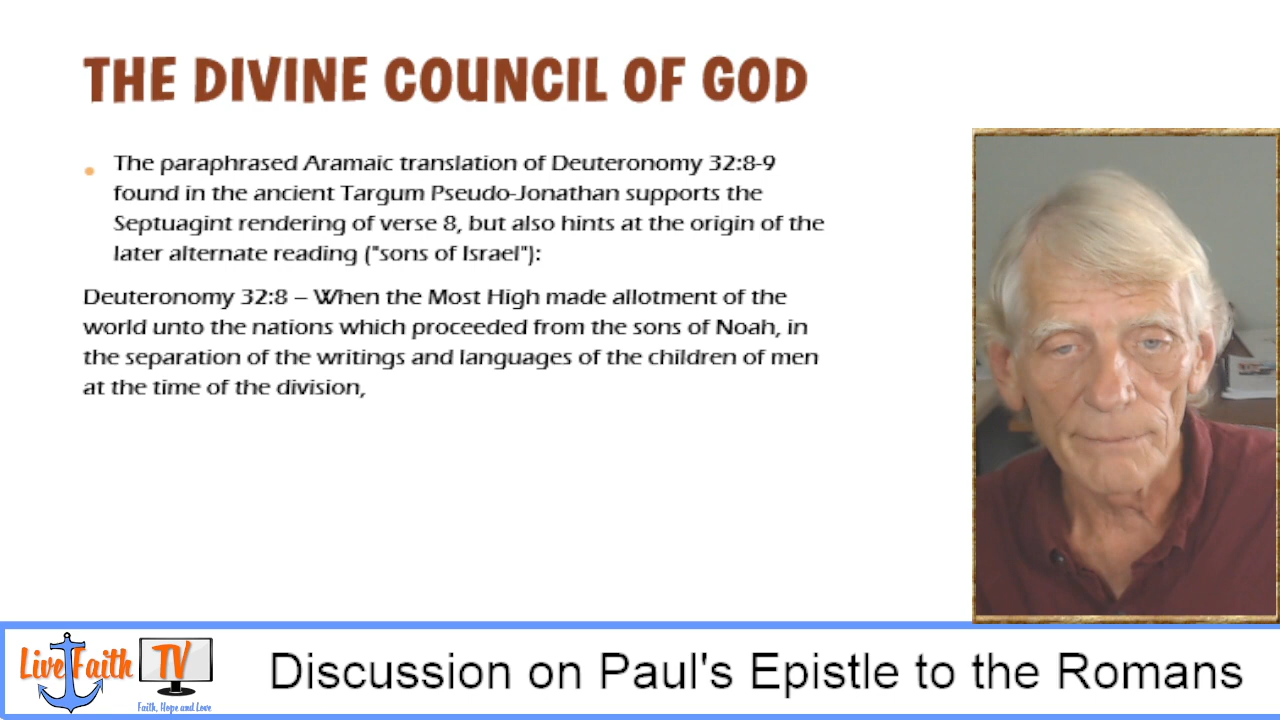 THE DIVINE COUNCIL OF GOD
• The paraphrased Aramaic translation of Deuteronomy 32:8-9
found in the ancient Targum Pseudo-Jonathan supports the
Septuagint rendering of verse 8, but also hints at the origin of the
later alternate reading ("sons of Israel"):
Deuteronomy 32:8 – When the Most High made allotment of the
world unto the nations which proceeded from the sons of Noah, in
the separation of the writings and languages of the children of men
at the time of the division,
Live Faith TV
Faith, Hope and Love
Discussion on Paul's Epistle to the Romans